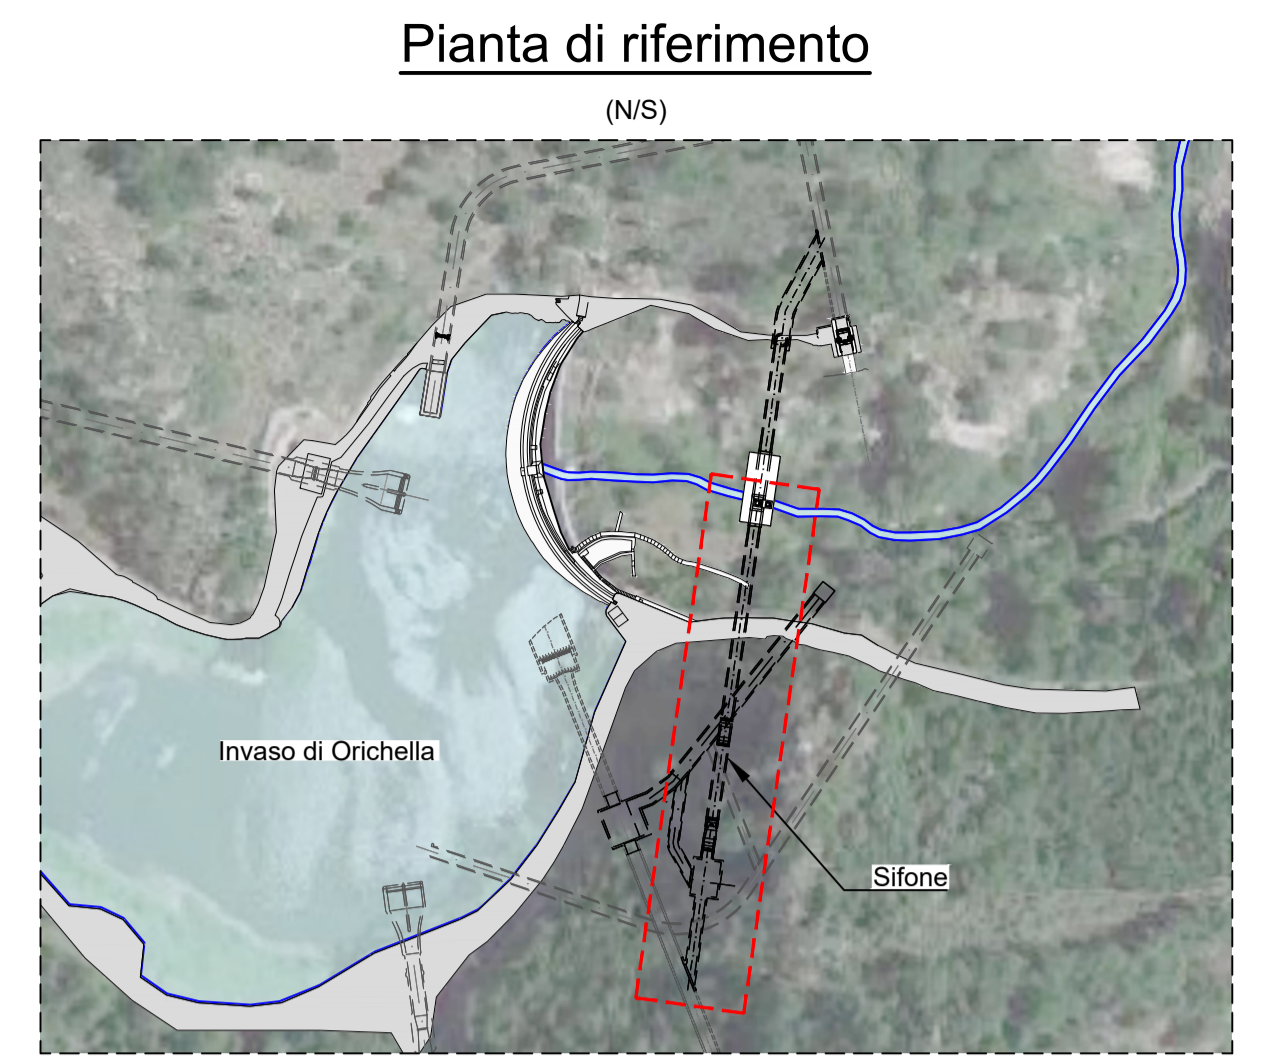 Pianta di riferimento
(N/S)
Invaso di Orichella
Sifone